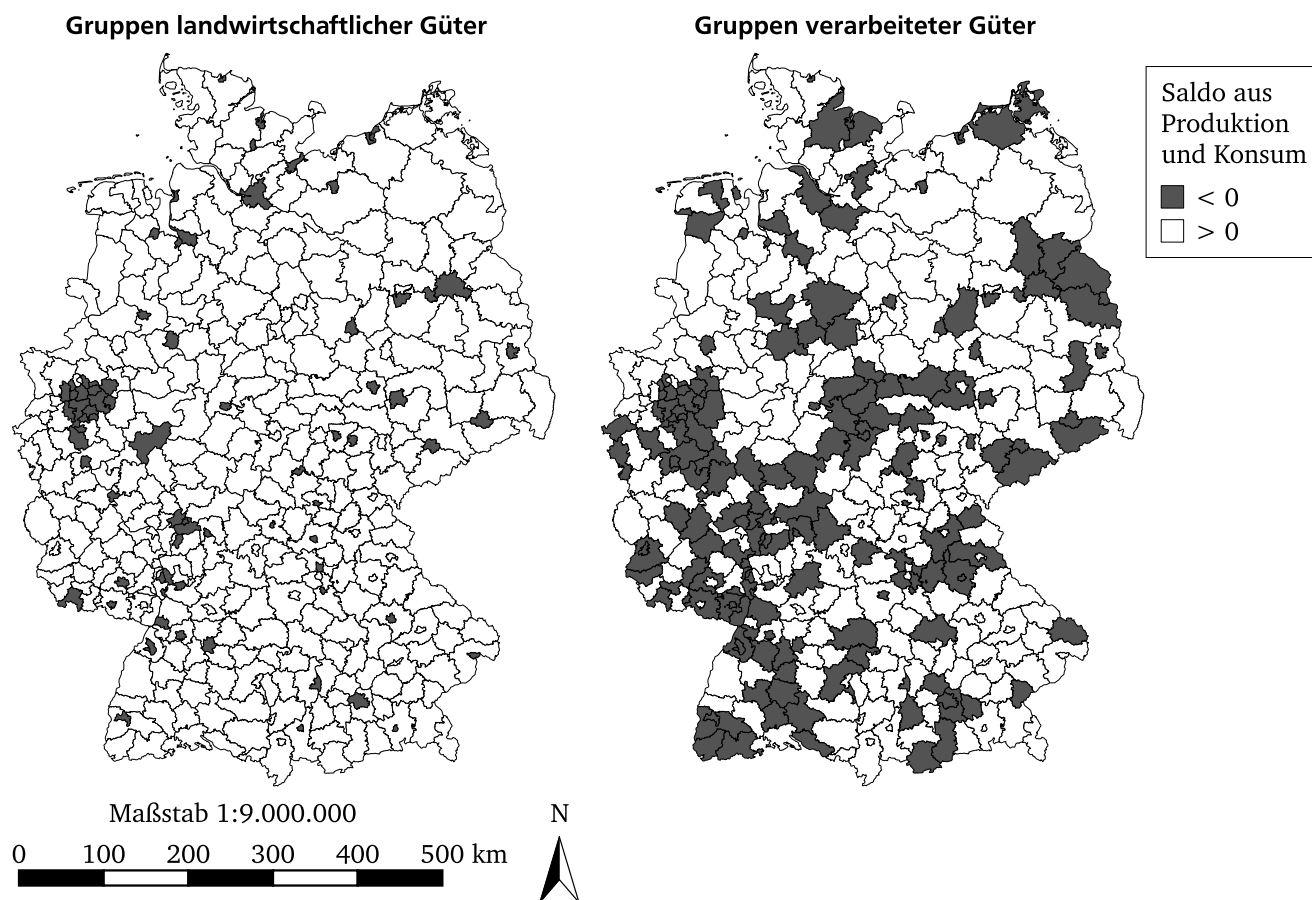 Gruppen landwirtschaftlicher Güter
Gruppen verarbeiteter Güter
Saldo aus
Produktion
und Konsum
< 0
> 0
Maßstab 1:9.000.000
N
0 100 200 300 400 500 km